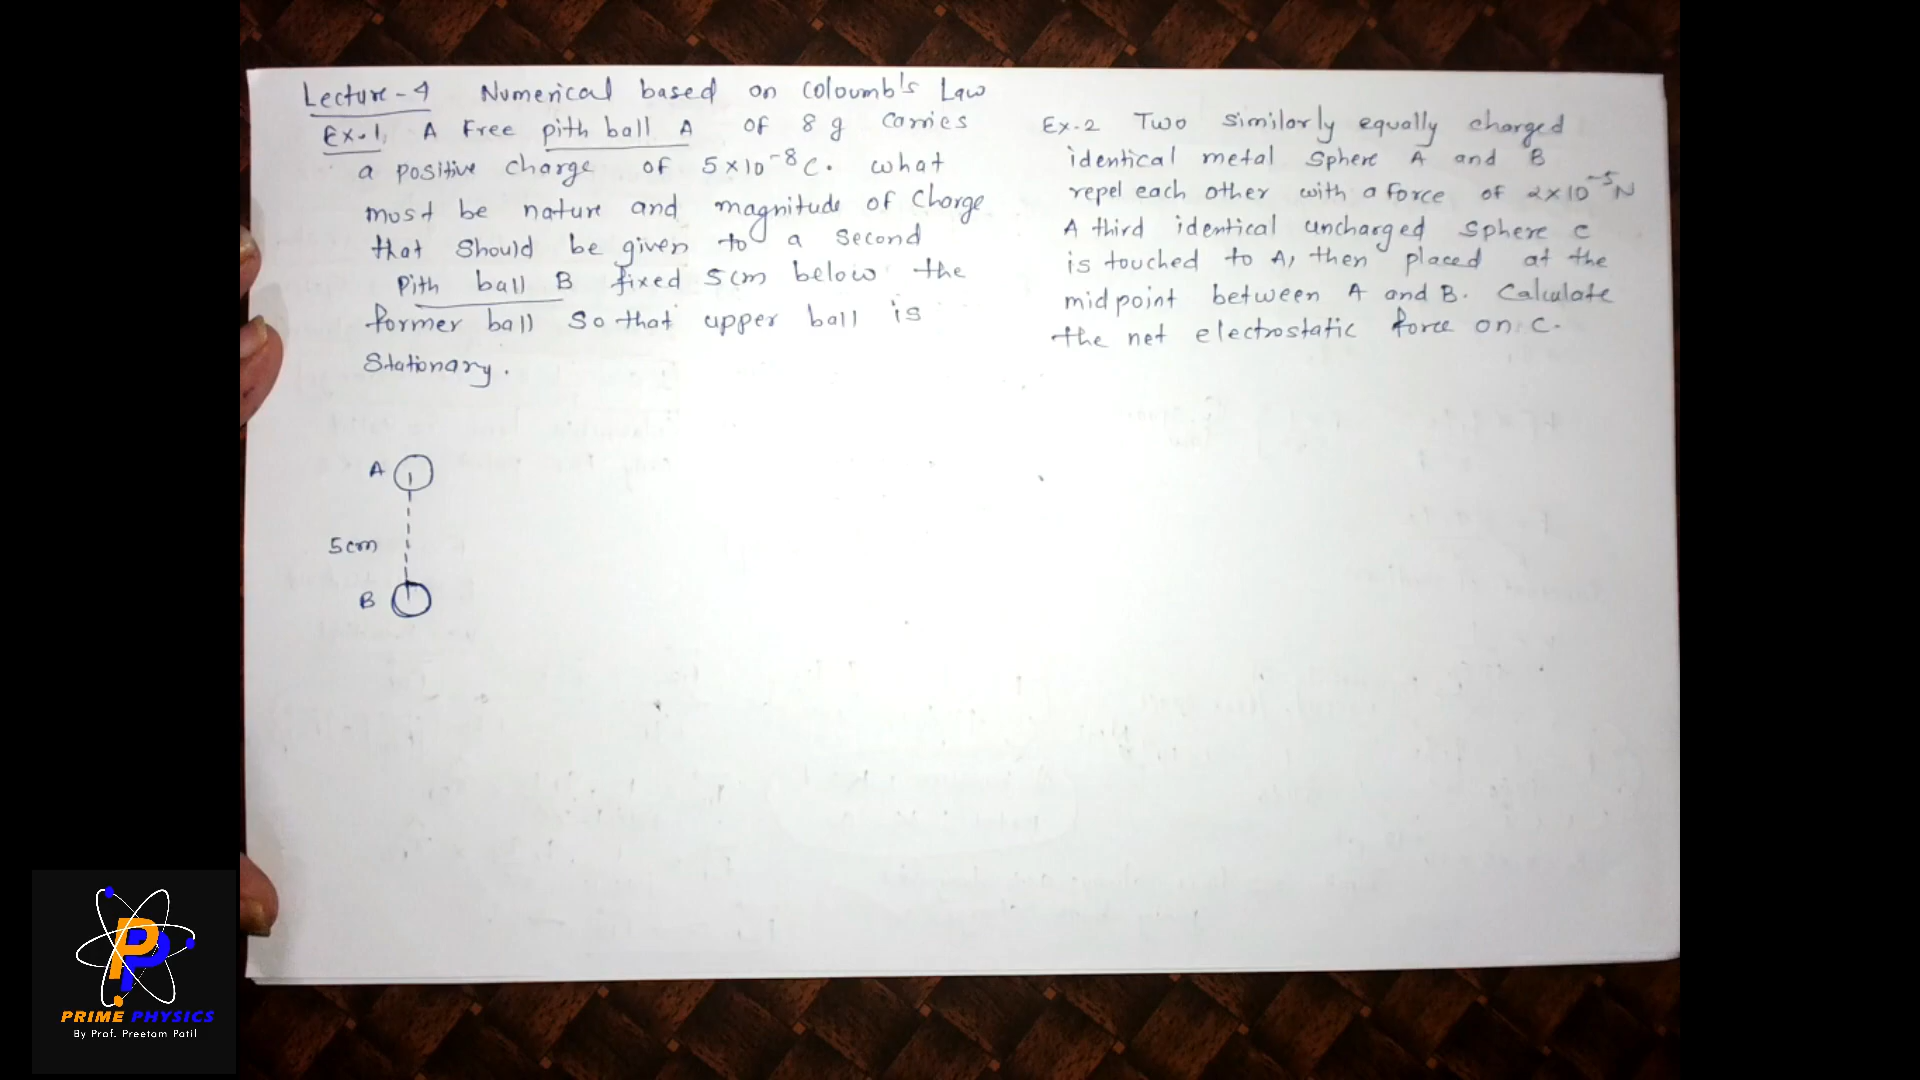 Lecture-4 Numerical based on Coloumb's Law
Ex.1, A Free pith ball A of 8 g Carries
a positive charge of 5×10⁻⁸C. what
must be nature and magnitude of Charge
that should be given to a second
Pith ball B fixed 5cm below the
former ball so that upper ball is
Stationary.
A
5cm
B
Ex-2 Two similarly equally charged
identical metal Sphere A and B
repel each other with a force of 2×10⁻⁵N
A third identical uncharged sphere C
is touched to A, then placed at the
midpoint between A and B. Calculate
the net electrostatic force on C.
PRIME PHYSICS
By Prof. Preetam Patil